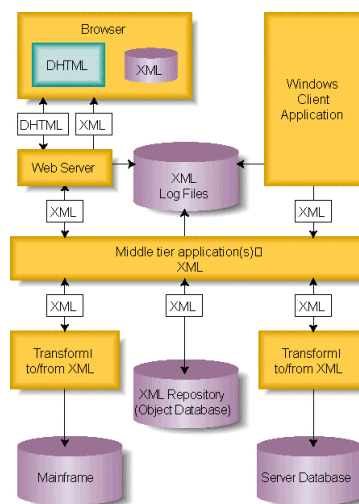 Browser
DHTML
XML
Windows
Client
Application
DHTML
XML
Web Server
XML
Log Files
XML
XML
Middle tier application(s)□
XML
XML
XML
XML
Transforml
to/from XML
XML Repository
(Object Database)
Transforml
to/from XML
Mainframe
Server Database